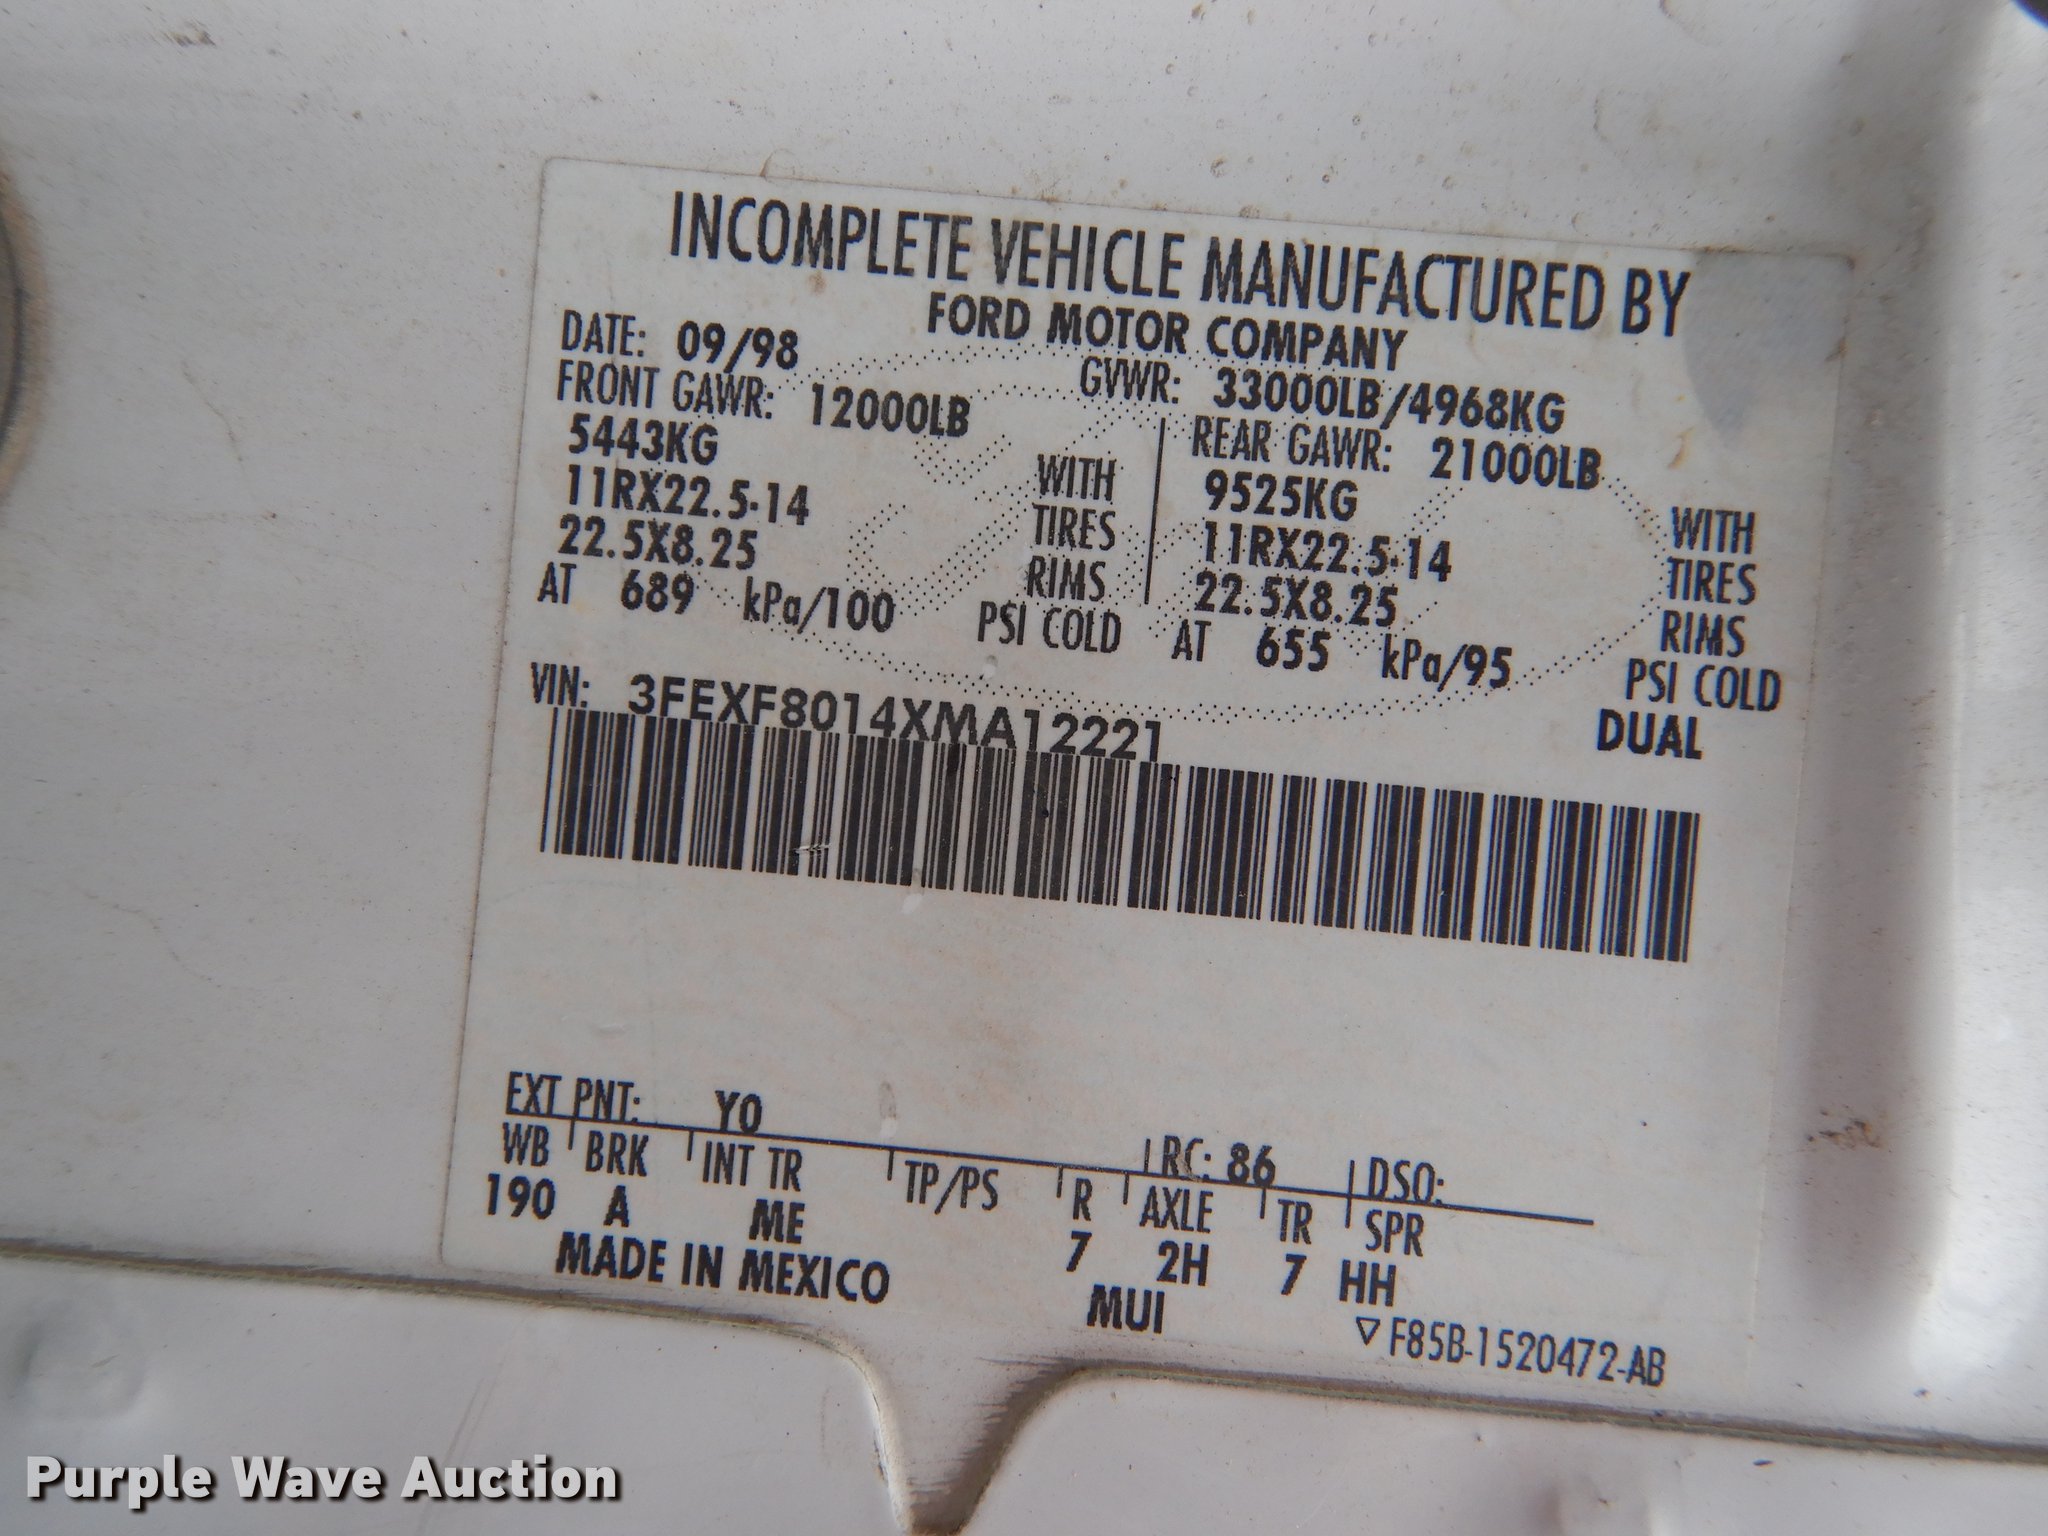 INCOMPLETE VEHICLE MANUFACTURED BY
FORD MOTOR COMPANY
DATE: 09/98 GVWR: 33000LB/4968KG
FRONT GAWR: 12000LB REAR GAWR: 21000LB
5443KG WITH 9525KG WITH
11RX22.5-14 TIRES 11RX22.5-14 TIRES
22.5X8.25 RIMS 22.5X8.25 RIMS
AT 689 kPa/100 PSI COLD AT 655 kPa/95 PSI COLD
DUAL
VIN: 3FEXF8014XMA12221
EXT PNT: Y0 RC: 86 DSO:
WB BRK INT TR TP/PS R AXLE TR SPR
190 A ME 7 2H 7 HH
MADE IN MEXICO MUI
F85B-1520472-AB
Purple Wave Auction